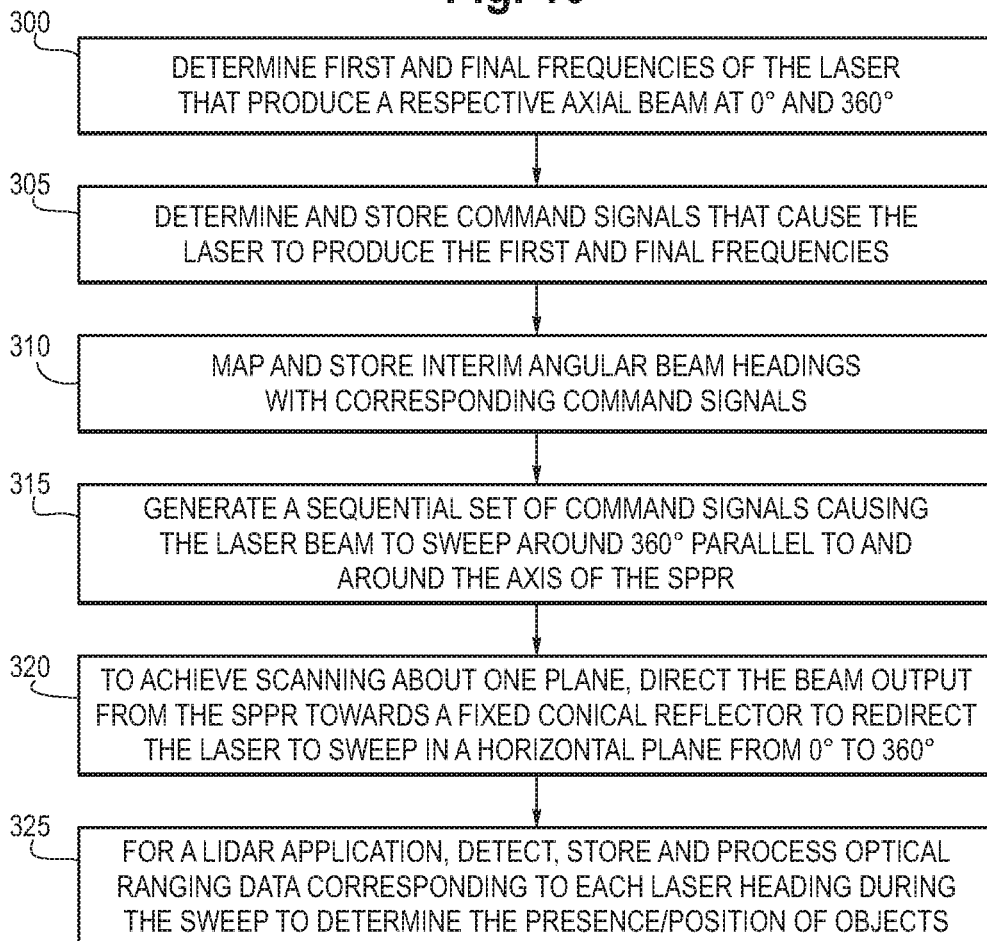 300
DETERMINE FIRST AND FINAL FREQUENCIES OF THE LASER
THAT PRODUCE A RESPECTIVE AXIAL BEAM AT 0° AND 360°
305
DETERMINE AND STORE COMMAND SIGNALS THAT CAUSE THE
LASER TO PRODUCE THE FIRST AND FINAL FREQUENCIES
310
MAP AND STORE INTERIM ANGULAR BEAM HEADINGS
WITH CORRESPONDING COMMAND SIGNALS
315
GENERATE A SEQUENTIAL SET OF COMMAND SIGNALS CAUSING
THE LASER BEAM TO SWEEP AROUND 360° PARALLEL TO AND
AROUND THE AXIS OF THE SPPR
320
TO ACHIEVE SCANNING ABOUT ONE PLANE, DIRECT THE BEAM OUTPUT
FROM THE SPPR TOWARDS A FIXED CONICAL REFLECTOR TO REDIRECT
THE LASER TO SWEEP IN A HORIZONTAL PLANE FROM 0° TO 360°
325
FOR A LIDAR APPLICATION, DETECT, STORE AND PROCESS OPTICAL
RANGING DATA CORRESPONDING TO EACH LASER HEADING DURING
THE SWEEP TO DETERMINE THE PRESENCE/POSITION OF OBJECTS